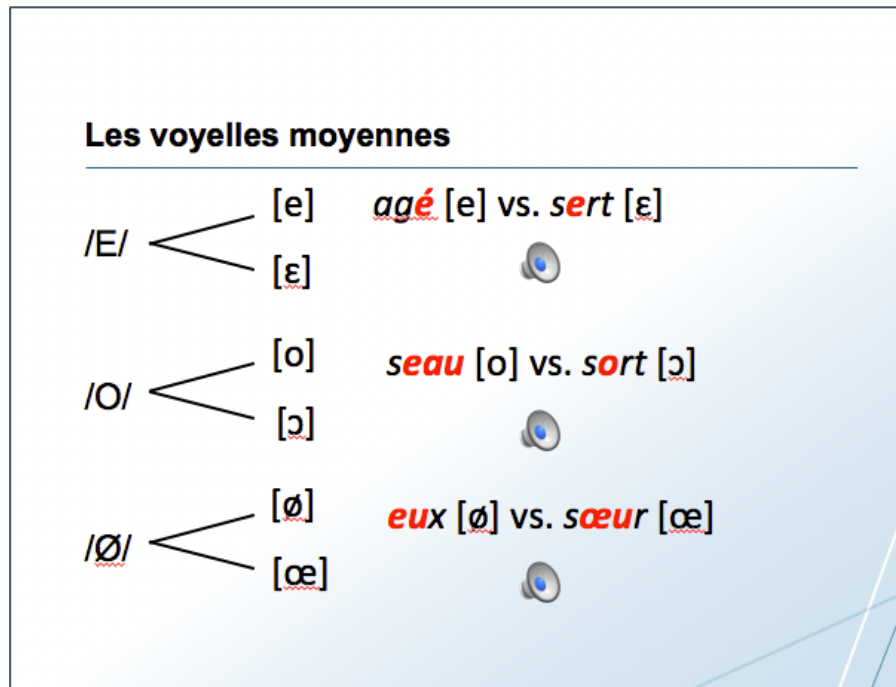 Les voyelles moyennes
[e] agé [e] vs. sert [ɛ]
/E/
[ɛ]
[o]
seau [o] vs. sort [ɔ]
/O/
[ɔ]
[ø]
eux [ø] vs. sœur [œ]
/Ø/
[œ]